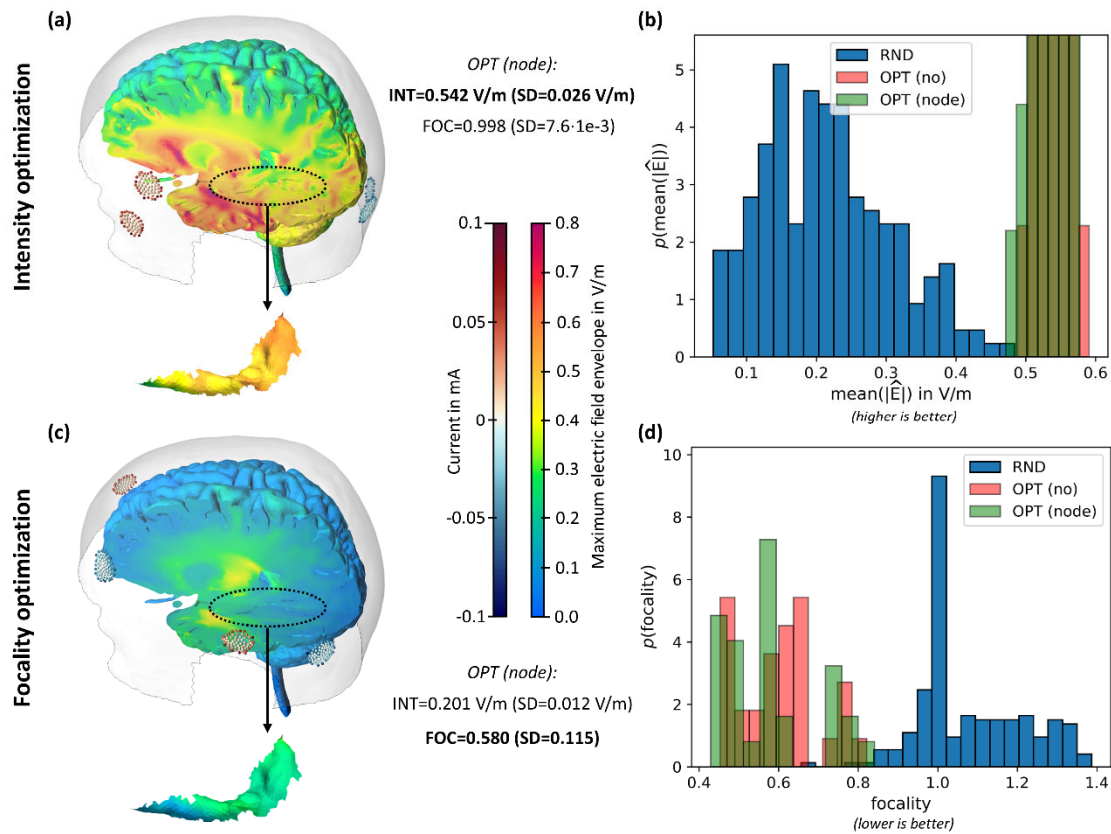 (a)
Intensity optimization
OPT (node):
INT=0.542 V/m (SD=0.026 V/m)
FOC=0.998 (SD=7.6·1e-3)
(b)
RND
OPT (no)
OPT (node)
5
4
3
2
1
0
p(mean(|Ê|))
0.1
0.2
0.3
0.4
0.5
0.6
mean(|Ê|) in V/m
(higher is better)
0.1
0.05
0
-0.05
-0.1
Current in mA
0.8
0.7
0.6
0.5
0.4
0.3
0.2
0.1
0.0
Maximum electric field envelope in V/m
(c)
Focality optimization
OPT (node):
INT=0.201 V/m (SD=0.012 V/m)
FOC=0.580 (SD=0.115)
(d)
RND
OPT (no)
OPT (node)
10
8
6
4
2
0
p(focality)
0.4
0.6
0.8
1.0
1.2
1.4
focality
(lower is better)